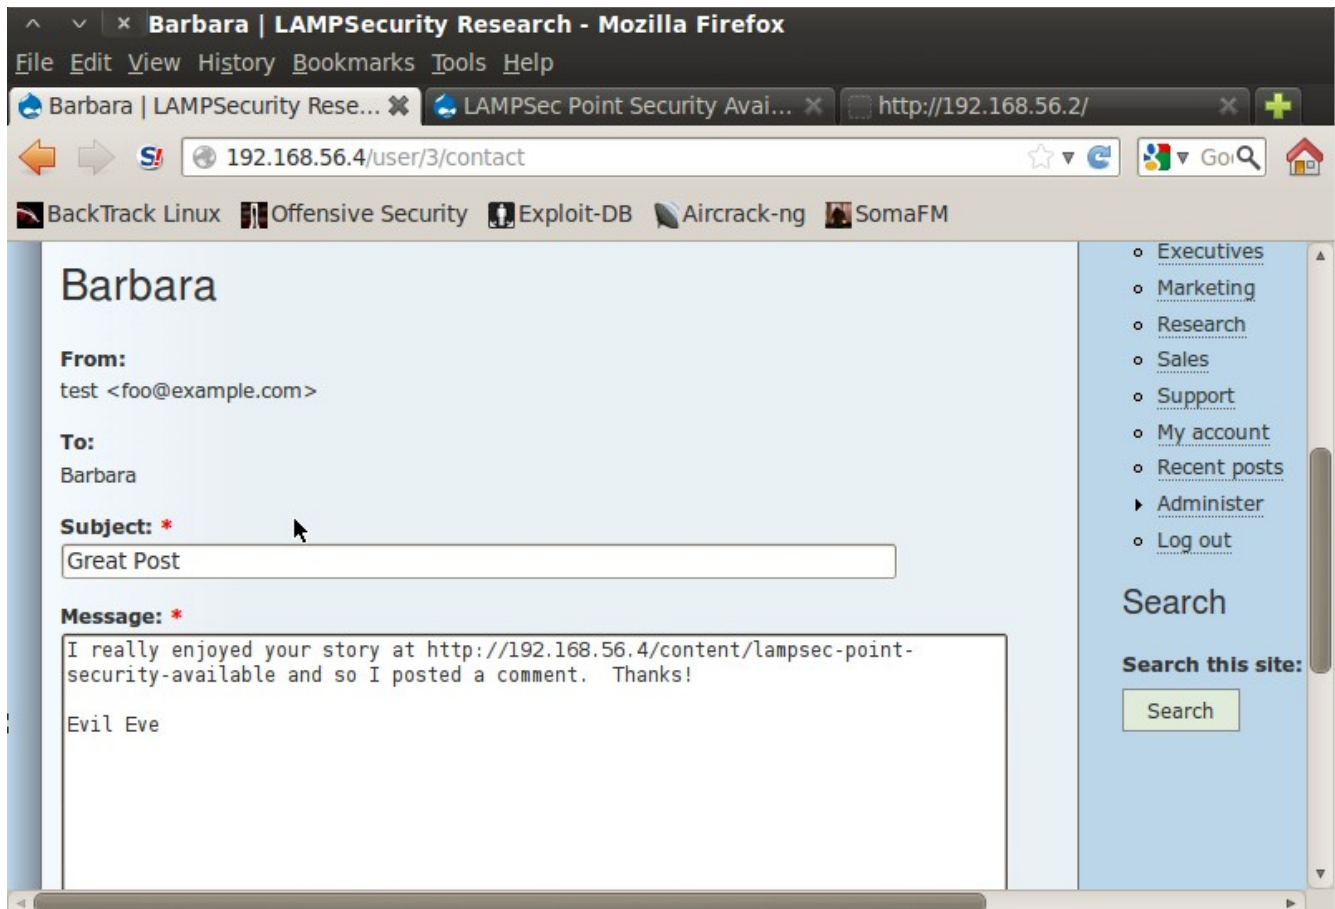 Barbara | LAMPSecurity Research - Mozilla Firefox
File Edit View History Bookmarks Tools Help
Barbara | LAMPSecurity Rese... LAMPSec Point Security Avai... http://192.168.56.2/
S! 192.168.56.4/user/3/contact
BackTrack Linux Offensive Security Exploit-DB Aircrack-ng SomaFM
Barbara
From:
test <foo@example.com>
To:
Barbara
Subject: *
Great Post
Message: *
I really enjoyed your story at http://192.168.56.4/content/lampsec-point-
security-available and so I posted a comment.  Thanks!
Evil Eve
Executives
Marketing
Research
Sales
Support
My account
Recent posts
Administer
Log out
Search
Search this site:
Search